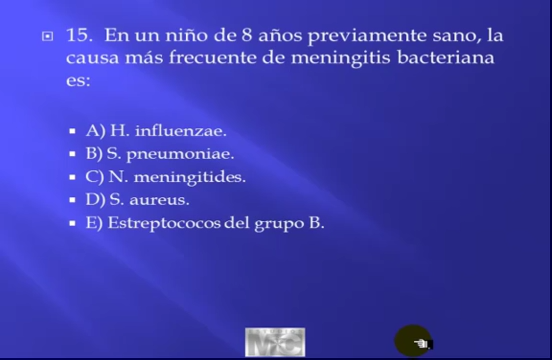 15. En un niño de 8 años previamente sano, la
causa más frecuente de meningitis bacteriana
es:
A) H. influenzae.
B) S. pneumoniae.
C) N. meningitides.
D) S. aureus.
E) Estreptococos del grupo B.